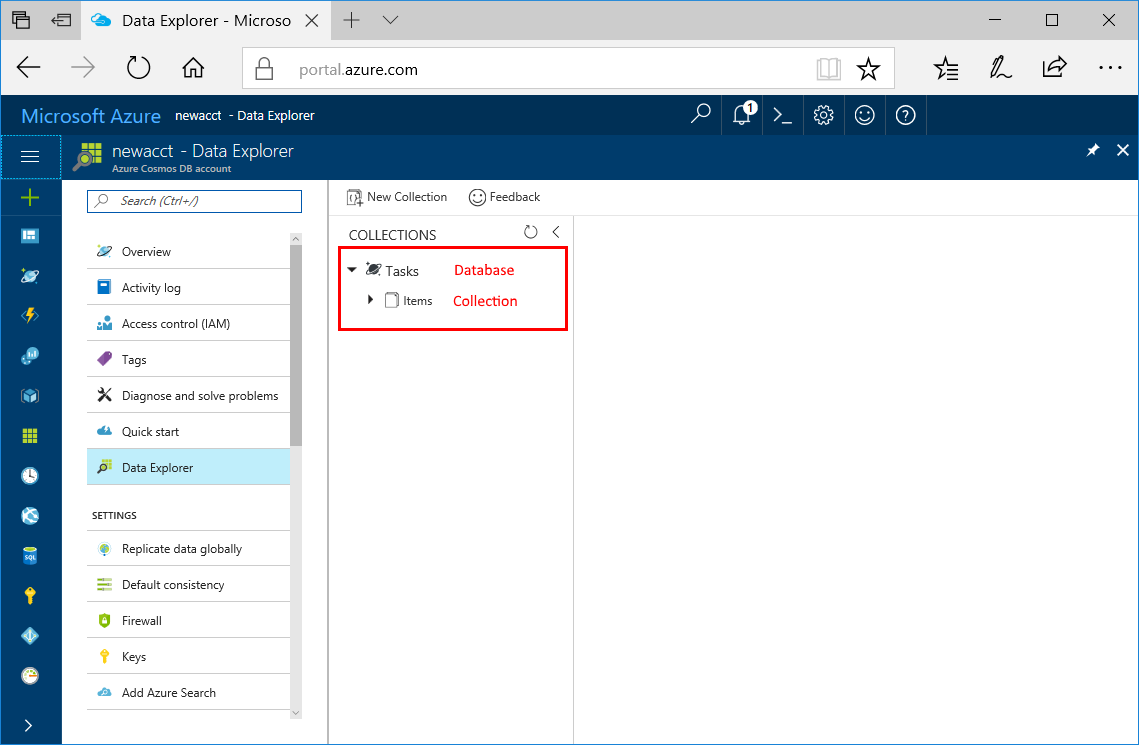 Data Explorer - Microso
portal.azure.com
Microsoft Azure newacct - Data Explorer
1
newacct - Data Explorer
Azure Cosmos DB account
Search (Ctrl+/)
New Collection
Feedback
COLLECTIONS
Tasks Database
Items Collection
Overview
Activity log
Access control (IAM)
Tags
Diagnose and solve problems
Quick start
Data Explorer
SETTINGS
Replicate data globally
Default consistency
Firewall
Keys
Add Azure Search
SQL